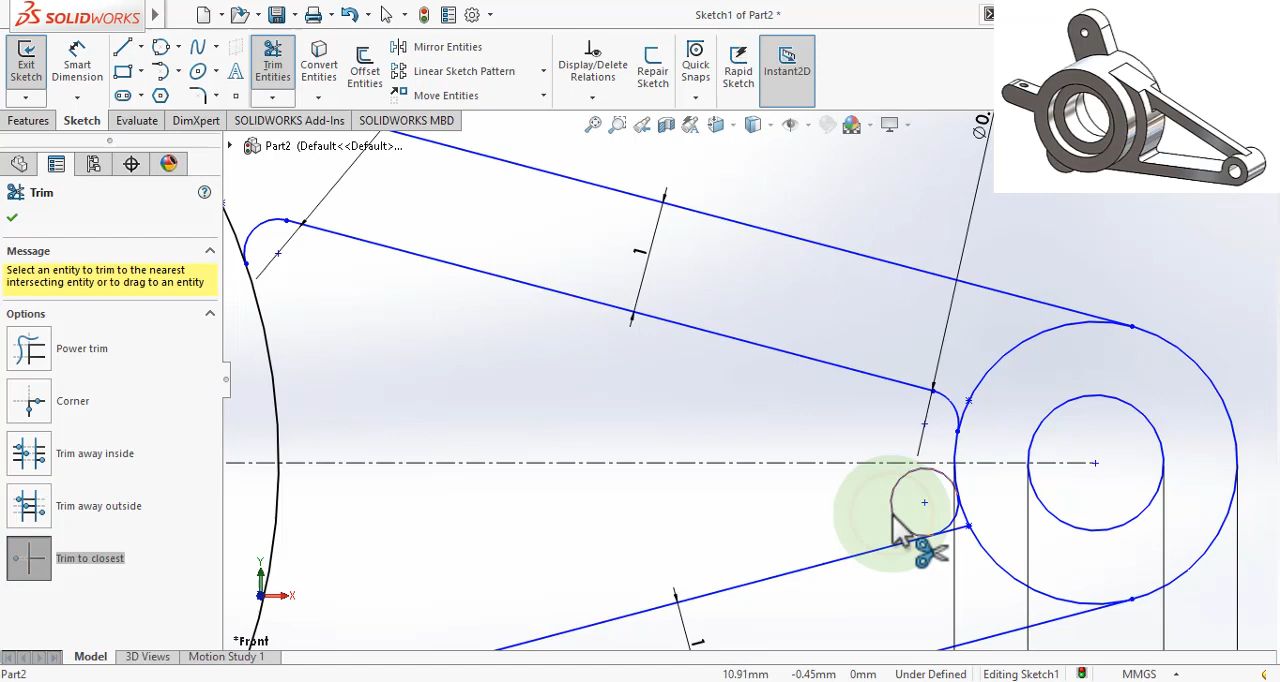 SOLIDWORKS
Sketch1 of Part2 *
Exit Sketch
Smart Dimension
Trim Entities
Convert Entities
Offset Entities
Mirror Entities
Linear Sketch Pattern
Move Entities
Display/Delete Relations
Repair Sketch
Quick Snaps
Rapid Sketch
Instant2D
Features
Sketch
Evaluate
DimXpert
SOLIDWORKS Add-Ins
SOLIDWORKS MBD
Part2 (Default<<Default>...
Trim
Message
Select an entity to trim to the nearest
intersecting entity or to drag to an entity
Options
Power trim
Corner
Trim away inside
Trim away outside
Trim to closest
1
1
∅0.
Y
X
*Front
Model
3D Views
Motion Study 1
Part2
10.91mm
-0.45mm
0mm
Under Defined
Editing Sketch1
MMGS